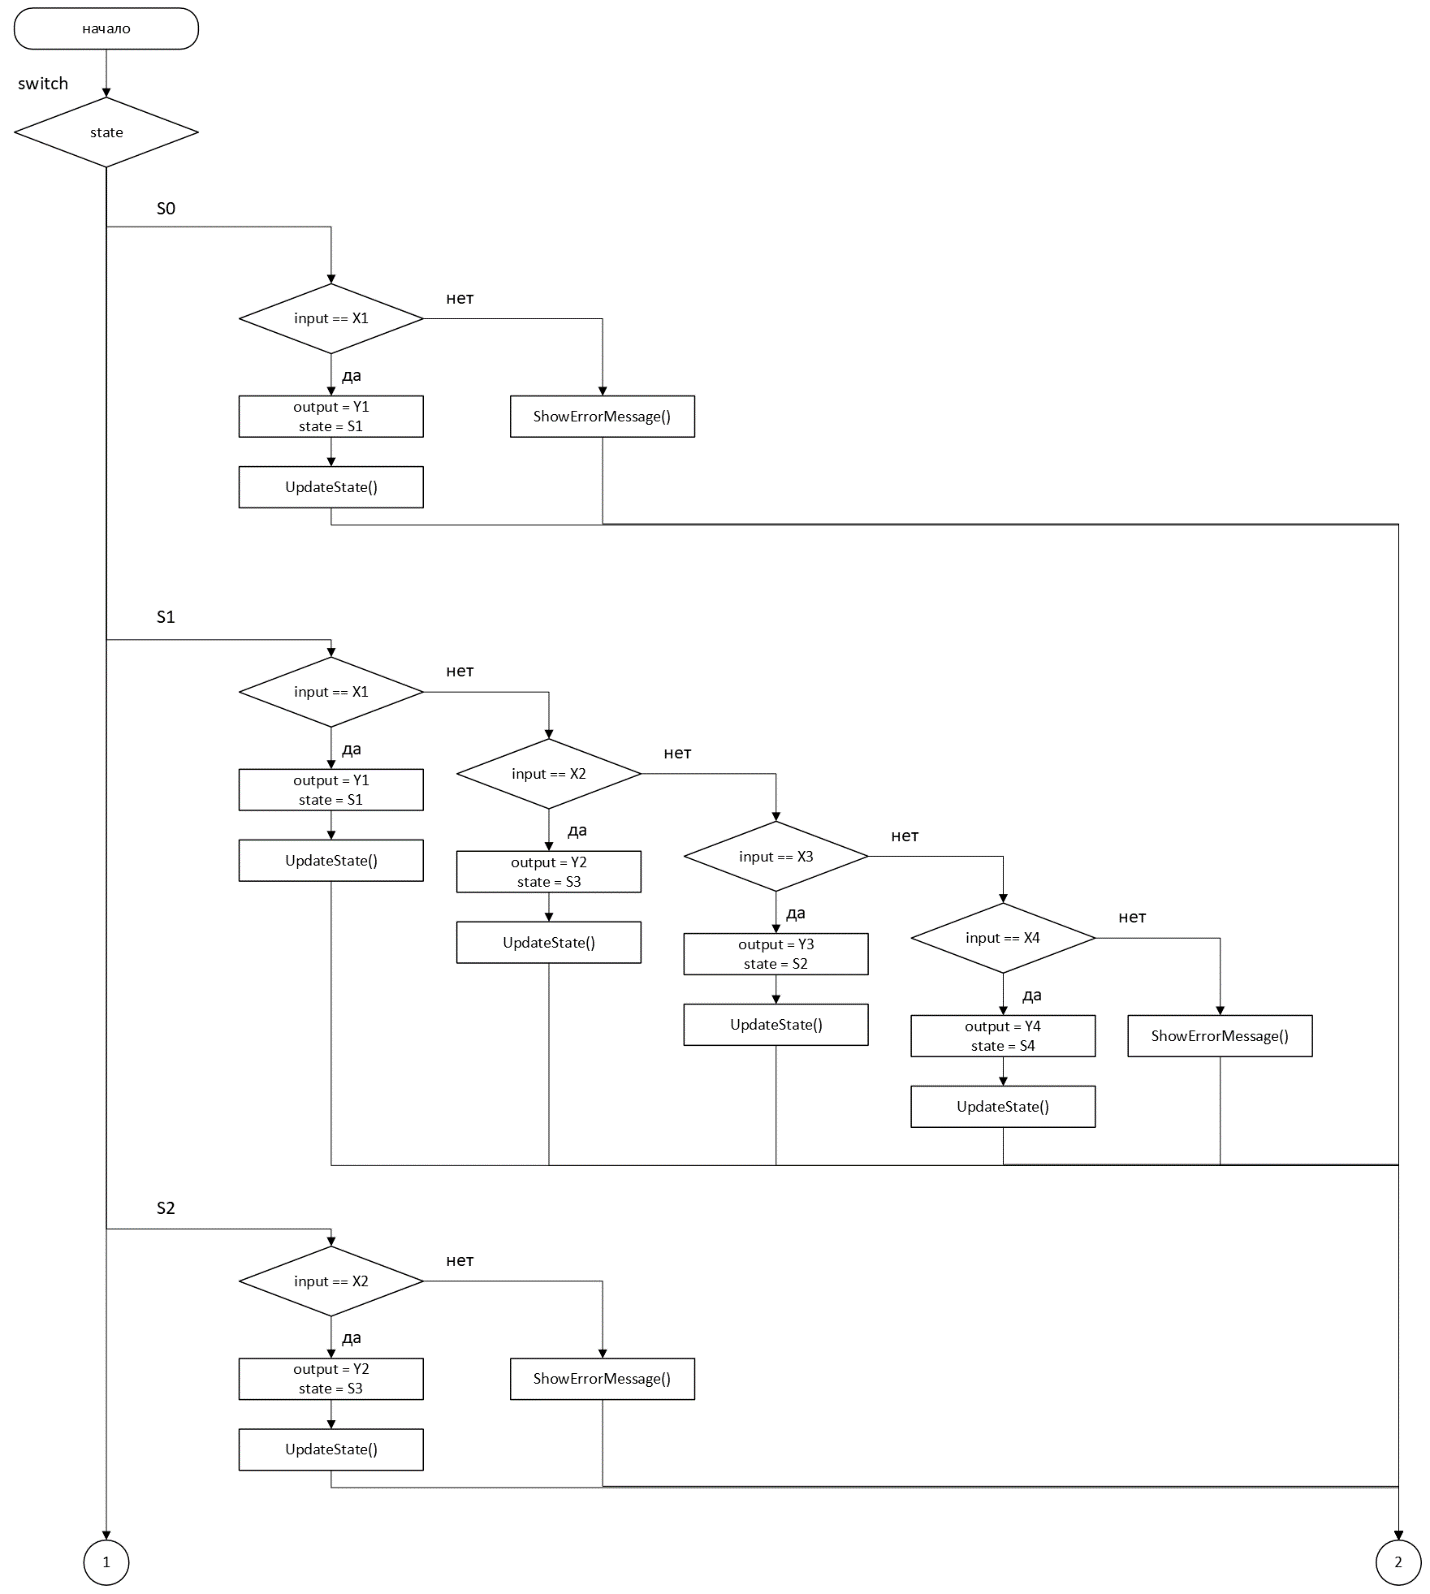 начало
switch
state
S0
input == X1
нет
да
output = Y1
state = S1
ShowErrorMessage()
UpdateState()
S1
input == X1
нет
да
output = Y1
state = S1
UpdateState()
input == X2
нет
да
output = Y2
state = S3
UpdateState()
input == X3
нет
да
output = Y3
state = S2
UpdateState()
input == X4
нет
да
output = Y4
state = S4
UpdateState()
ShowErrorMessage()
S2
input == X2
нет
да
output = Y2
state = S3
ShowErrorMessage()
UpdateState()
1
2